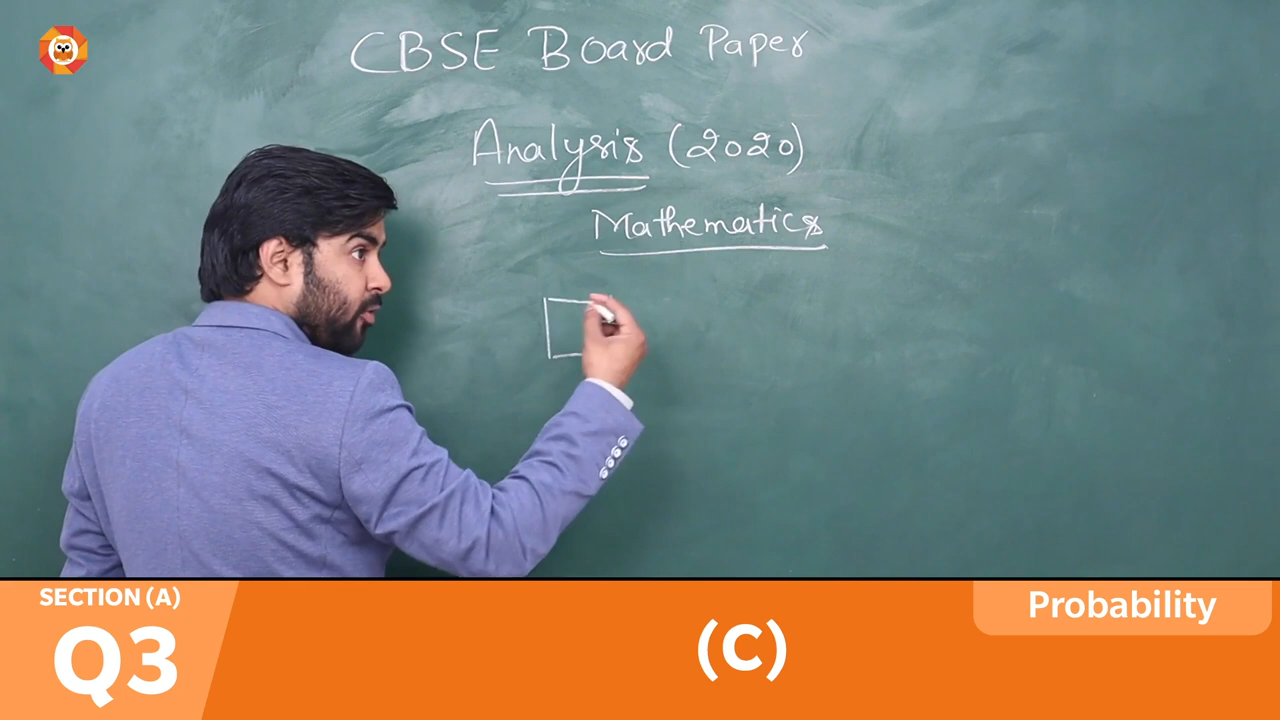 CBSE Board Paper
Analysis (2020)
Mathematics
SECTION (A)
Q3
(C)
Probability